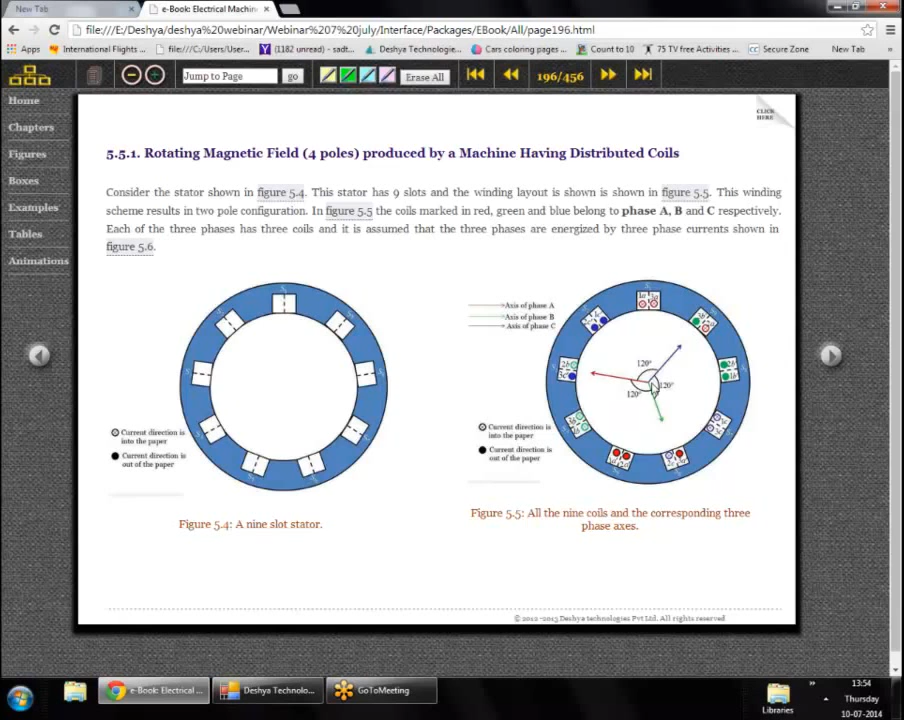 New Tab
e-Book: Electrical Machin
file:///E:/Deshya/deshya%20webinar/Webinar%207%20july/Interface/Packages/EBook/All/page196.html
Apps International Flights ... file:///C:/Users/User... (1182 unread) - sadt... Deshya Technologie... Cars coloring pages ... Count to 10 75 TV free Activities ... Secure Zone New Tab »
Jump to Page go Erase All 196/456
Home
Chapters
Figures
Boxes
Examples
Tables
Animations
CLICK
HERE
5.5.1. Rotating Magnetic Field (4 poles) produced by a Machine Having Distributed Coils
Consider the stator shown in figure 5.4. This stator has 9 slots and the winding layout is shown is shown in figure 5.5. This winding
scheme results in two pole configuration. In figure 5.5 the coils marked in red, green and blue belong to phase A, B and C respectively.
Each of the three phases has three coils and it is assumed that the three phases are energized by three phase currents shown in
figure 5.6.
Current direction is
into the paper
Current direction is
out of the paper
Figure 5.4: A nine slot stator.
Axis of phase A
Axis of phase B
Axis of phase C
120°
120°
120°
Current direction is
into the paper
Current direction is
out of the paper
Figure 5.5: All the nine coils and the corresponding three
phase axes.
© 2012 -2013 Deshya technologies Pvt Ltd. All rights reserved
e-Book: Electrical ...
Deshya Technolo...
GoToMeeting
Libraries
»
13:54
Thursday
10-07-2014